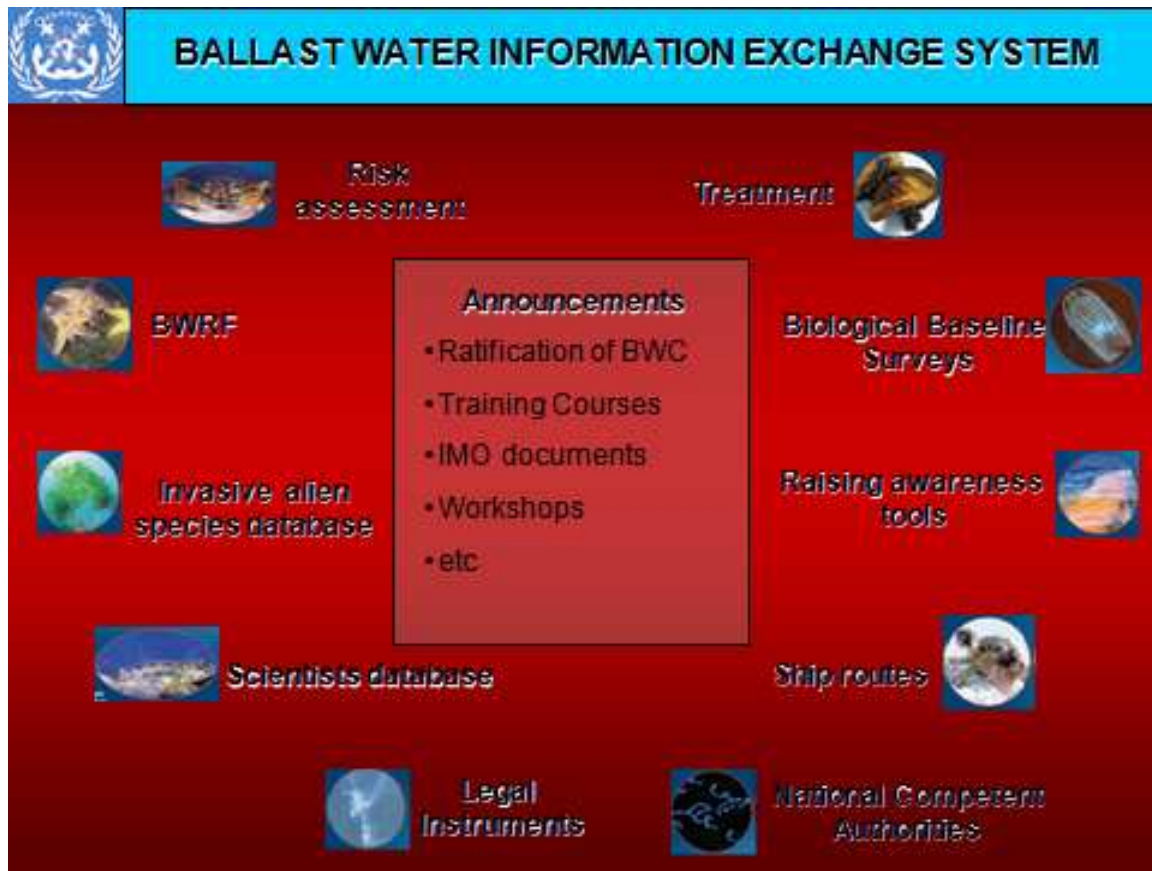 BALLAST WATER INFORMATION EXCHANGE SYSTEM
Risk
assessment
Treatment
BWRF
Announcements
•Ratification of BWC
•Training Courses
•IMO documents
•Workshops
•etc
Biological Baseline
Surveys
Invasive alien
species database
Raising awareness
tools
Scientists database
Ship routes
Legal
Instruments
National Competent
Authorities